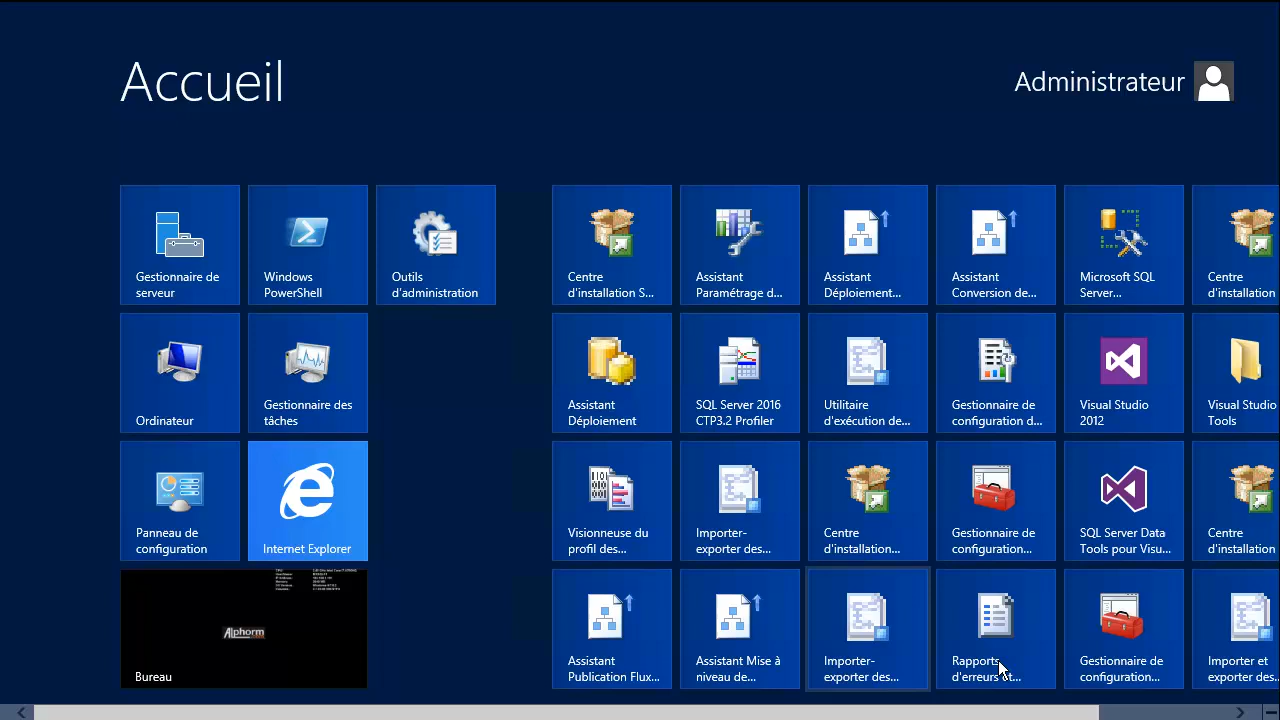 Accueil
Administrateur
Gestionnaire de
serveur
Windows
PowerShell
Outils
d'administration
Centre
d'installation S...
Assistant
Paramétrage d...
Assistant
Déploiement...
Assistant
Conversion de...
Microsoft SQL
Server...
Centre
d'installation
Ordinateur
Gestionnaire des
tâches
Assistant
Déploiement
SQL Server 2016
CTP3.2 Profiler
Utilitaire
d'exécution de...
Gestionnaire de
configuration d...
Visual Studio
2012
Visual Studio
Tools
Panneau de
configuration
Internet Explorer
Visionneuse du
profil des...
Importer-
exporter des...
Centre
d'installation...
Gestionnaire de
configuration...
SQL Server Data
Tools pour Visu...
Centre
d'installation
Alphorm
Bureau
Assistant
Publication Flux...
Assistant Mise à
niveau de...
Importer-
exporter des...
Rapports
d'erreurs et...
Gestionnaire de
configuration...
Importer et
exporter des...